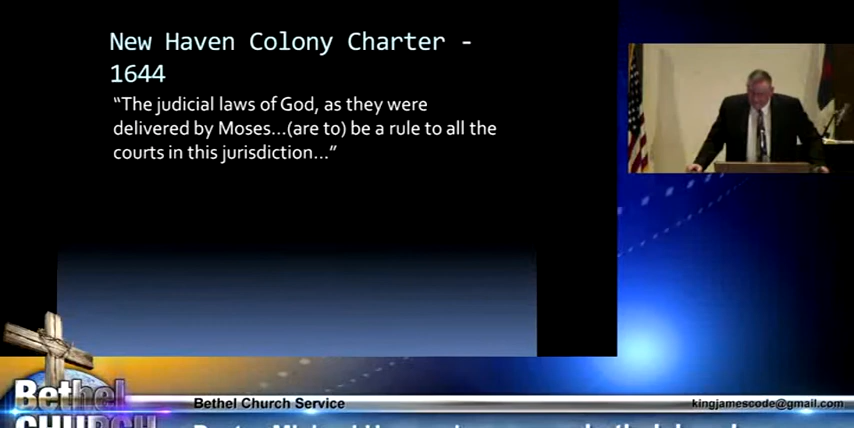 New Haven Colony Charter -
1644
“The judicial laws of God, as they were
delivered by Moses...(are to) be a rule to all the
courts in this jurisdiction...”
Bethel
CHURCH
Bethel Church Service
kingjamescode@gmail.com